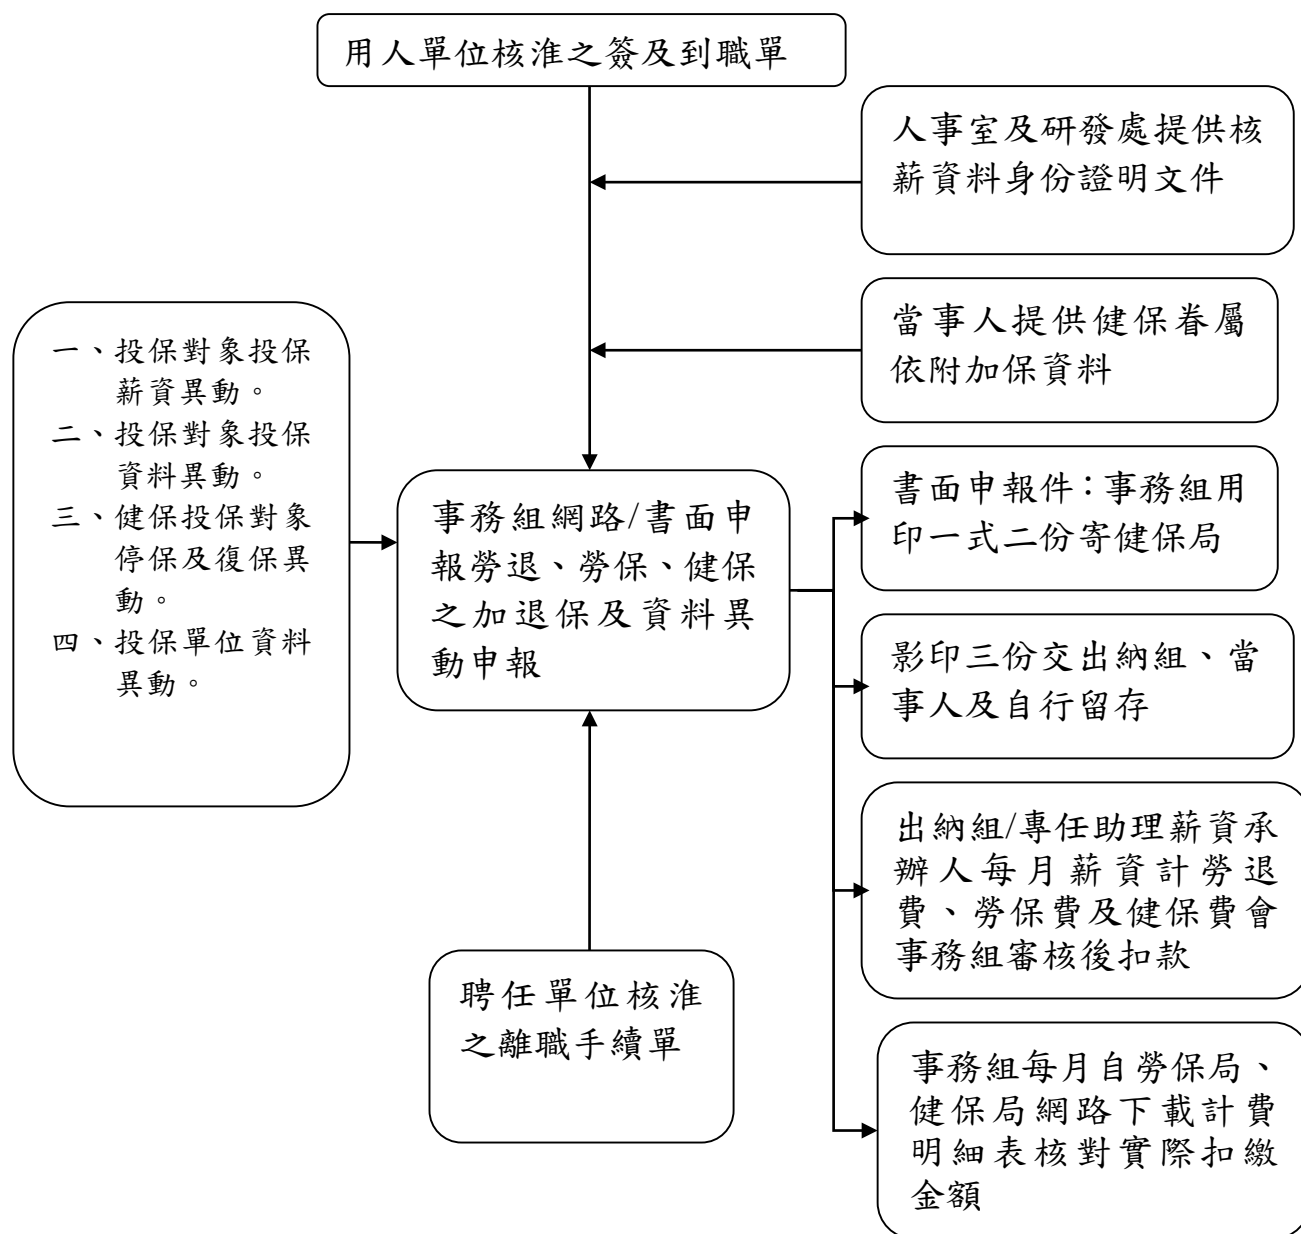 用人單位核淮之簽及到職單
人事室及研發處提供核
薪資料身份證明文件
當事人提供健保眷屬
依附加保資料
一、投保對象投保
薪資異動。
二、投保對象投保
資料異動。
三、健保投保對象
停保及復保異
動。
四、投保單位資料
異動。
事務組網路/書面申
報勞退、勞保、健保
之加退保及資料異
動申報
書面申報件：事務組用
印一式二份寄健保局
影印三份交出納組、當
事人及自行留存
出納組/專任助理薪資承
辦人每月薪資計勞退
費、勞保費及健保費會
事務組審核後扣款
聘任單位核淮
之離職手續單
事務組每月自勞保局、
健保局網路下載計費
明細表核對實際扣繳
金額